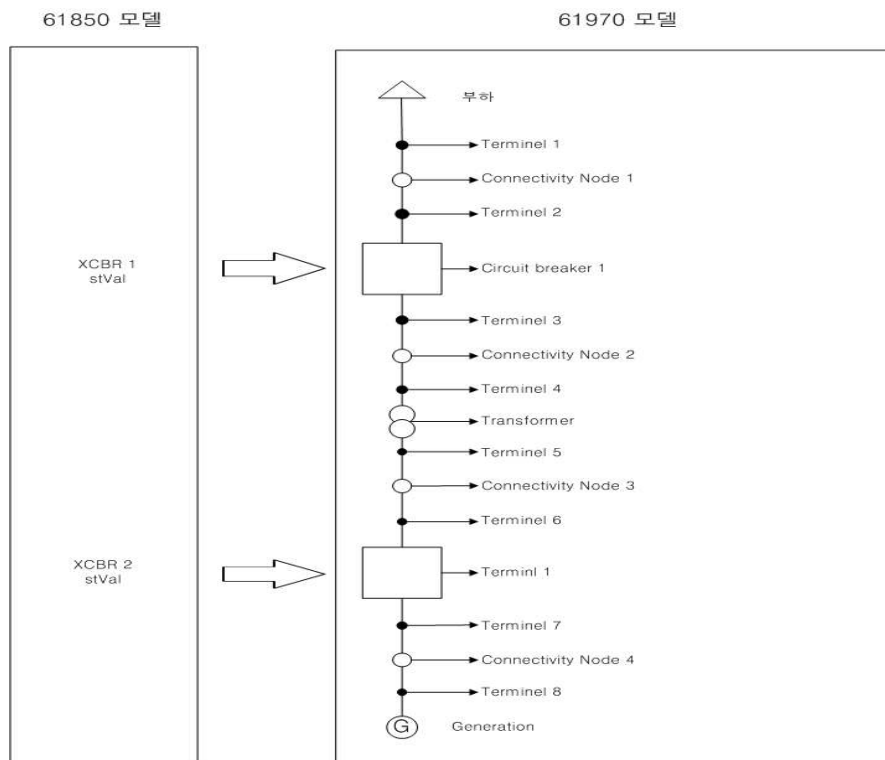 61850 모델
61970 모델
부하
Terminel 1
Connectivity Node 1
Terminel 2
XCBR 1
stVal
Circuit breaker 1
Terminel 3
Connectivity Node 2
Terminel 4
Transformer
Terminel 5
Connectivity Node 3
Terminel 6
XCBR 2
stVal
Terminl 1
Terminel 7
Connectivity Node 4
Terminel 8
G
Generation